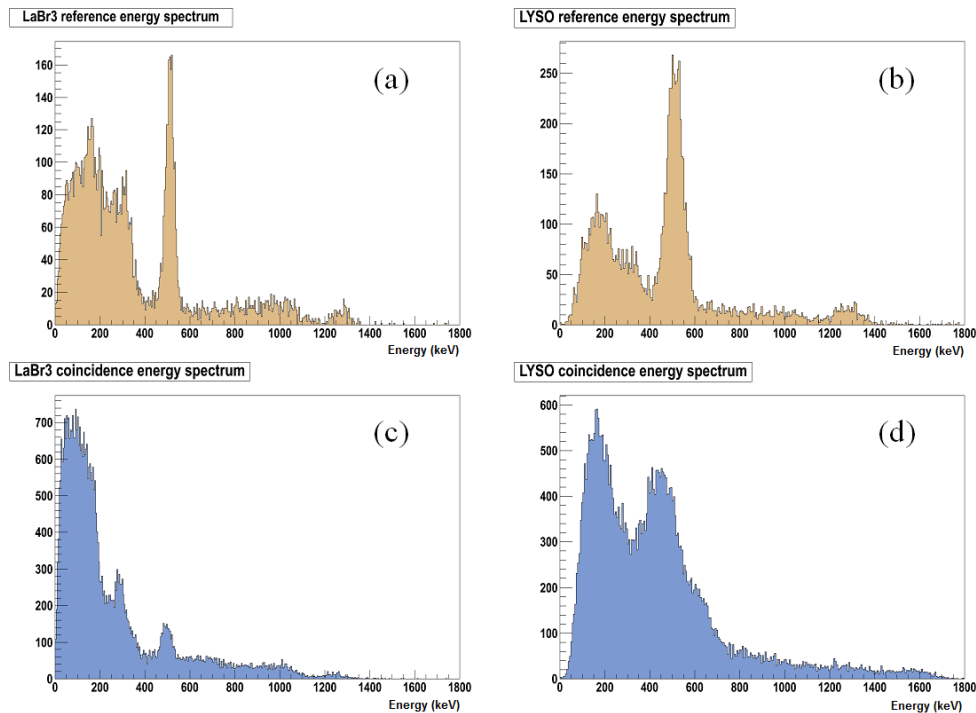 LaBr3 reference energy spectrum
(a)
160
140
120
100
80
60
40
20
0
0 200 400 600 800 1000 1200 1400 1600 1800
Energy (keV)
LYSO reference energy spectrum
(b)
250
200
150
100
50
0
0 200 400 600 800 1000 1200 1400 1600 1800
Energy (keV)
LaBr3 coincidence energy spectrum
(c)
700
600
500
400
300
200
100
0
0 200 400 600 800 1000 1200 1400 1600 1800
Energy (keV)
LYSO coincidence energy spectrum
(d)
600
500
400
300
200
100
0
0 200 400 600 800 1000 1200 1400 1600 1800
Energy (keV)